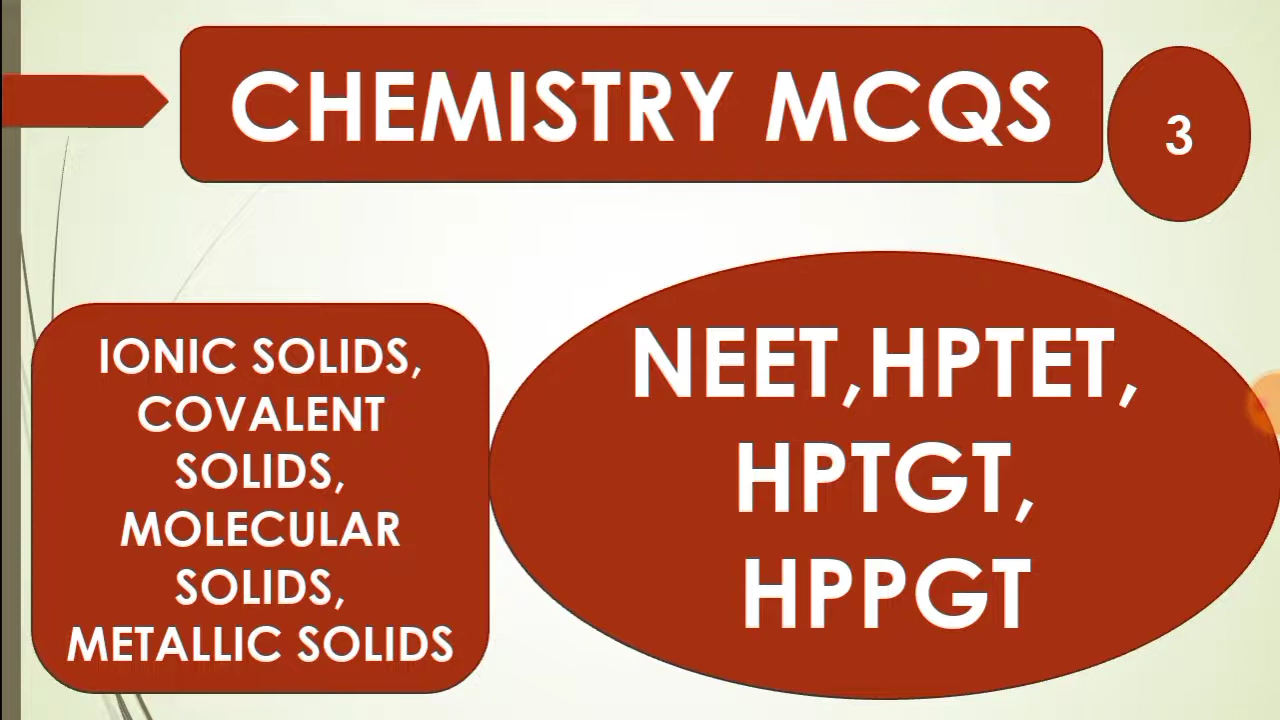 CHEMISTRY MCQS
3
IONIC SOLIDS,
COVALENT
SOLIDS,
MOLECULAR
SOLIDS,
METALLIC SOLIDS
NEET,HPTET,
HPTGT,
HPPGT